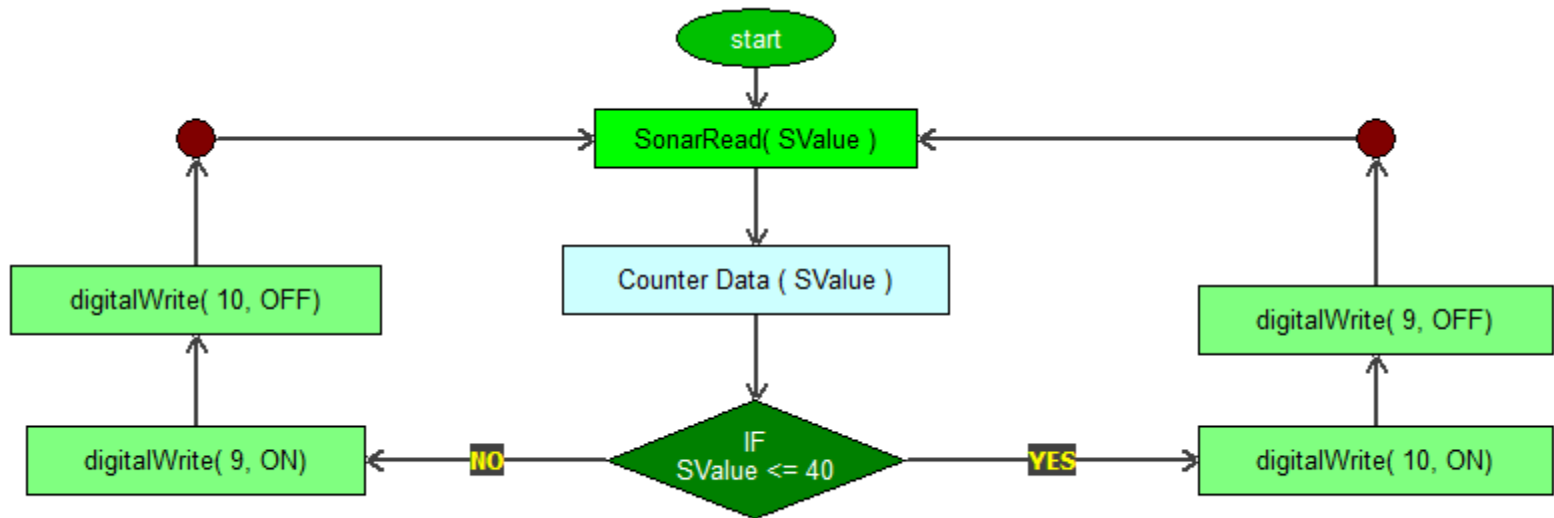 start
SonarRead( SValue )
Counter Data ( SValue )
digitalWrite( 10, OFF)
digitalWrite( 9, OFF)
IF
SValue <= 40
NO
YES
digitalWrite( 9, ON)
digitalWrite( 10, ON)